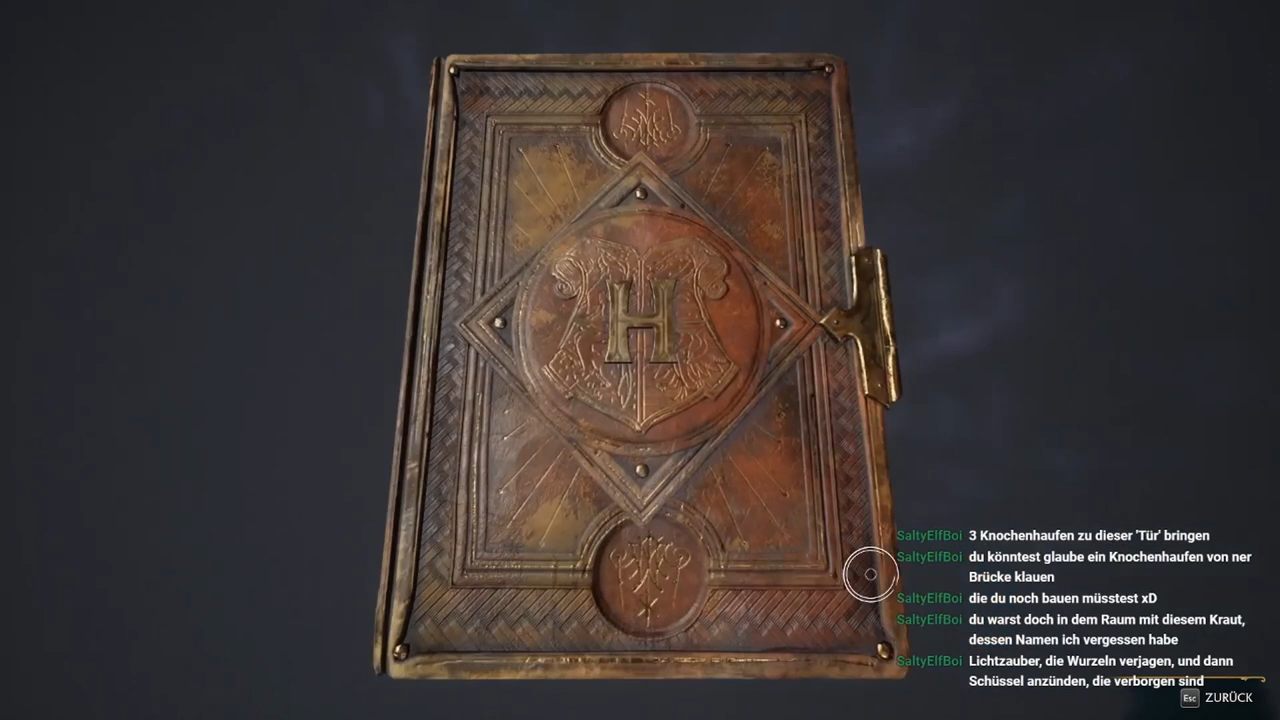 H
SaltyElfBoi 3 Knochenhaufen zu dieser 'Tür' bringen
SaltyElfBoi du könntest glaube ein Knochenhaufen von ner
Brücke klauen
SaltyElfBoi die du noch bauen müsstest xD
SaltyElfBoi du warst doch in dem Raum mit diesem Kraut,
dessen Namen ich vergessen habe
SaltyElfBoi Lichtzauber, die Wurzeln verjagen, und dann
Schüssel anzünden, die verborgen sind
Esc ZURÜCK